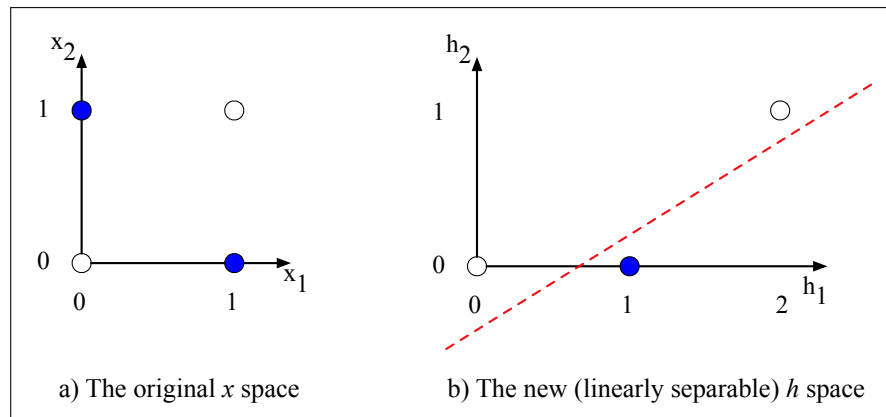 x2
1
0
x1
0 1
a) The original x space
h2
1
0
h1
0 1 2
b) The new (linearly separable) h space